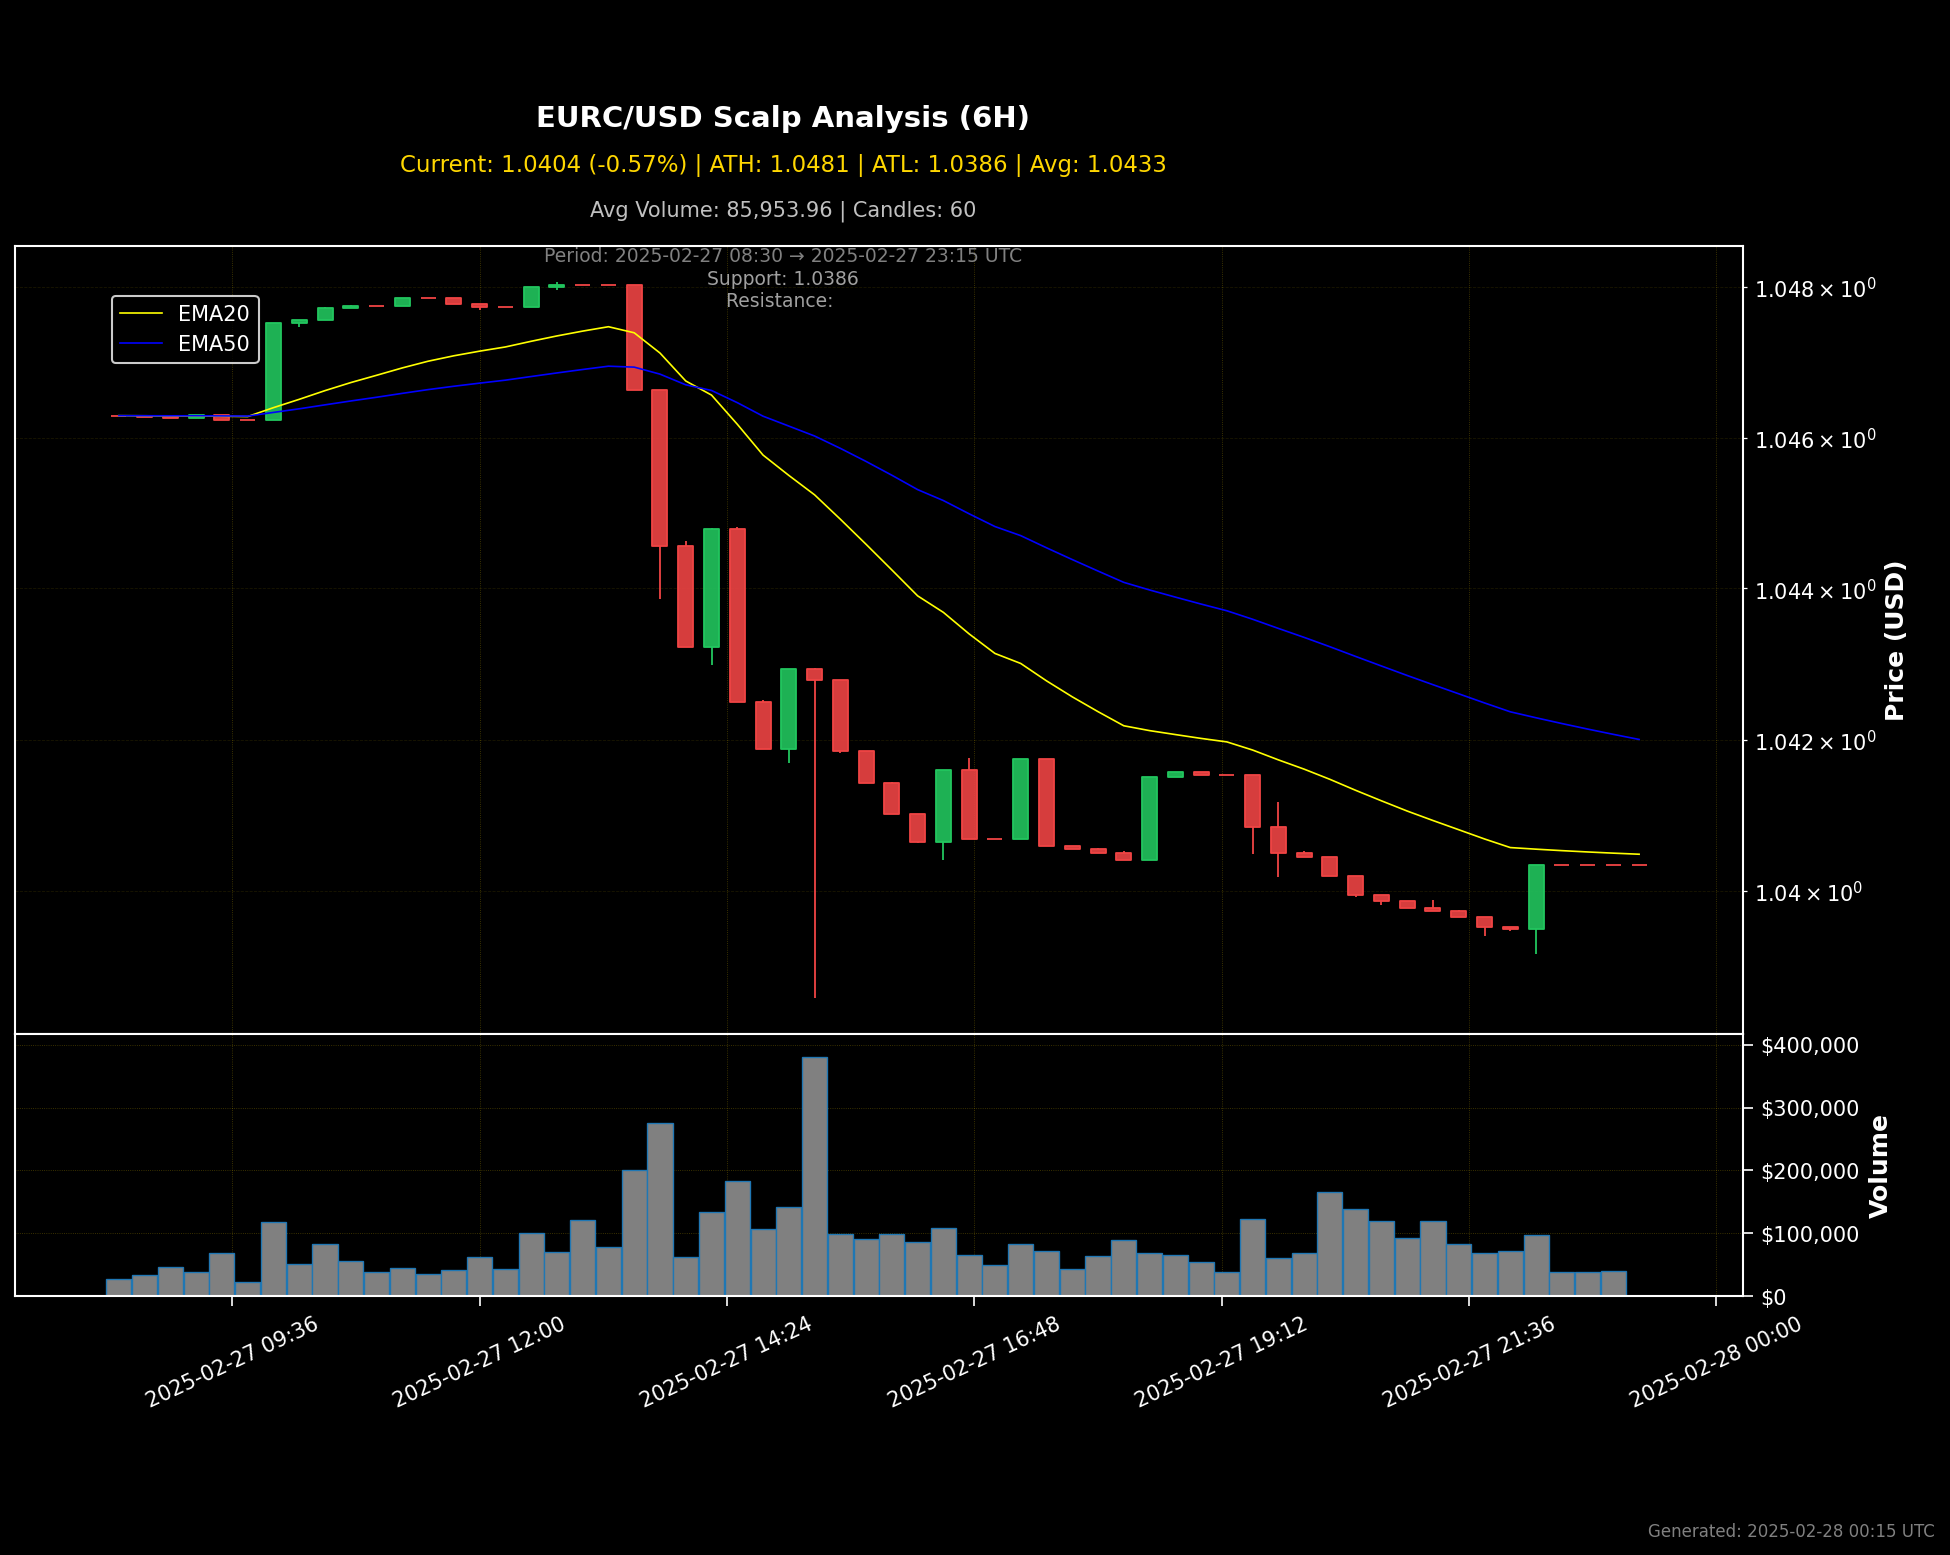 EURC/USD Scalp Analysis (6H)
Current: 1.0404 (-0.57%) | ATH: 1.0481 | ATL: 1.0386 | Avg: 1.0433
Avg Volume: 85,953.96 | Candles: 60
Period: 2025-02-27 08:30 → 2025-02-27 23:15 UTC
Support: 1.0386
Resistance:
EMA20
EMA50
1.048 × 10⁰
1.046 × 10⁰
1.044 × 10⁰
1.042 × 10⁰
1.04 × 10⁰
Price (USD)
$400,000
$300,000
$200,000
$100,000
$0
Volume
2025-02-27 09:36
2025-02-27 12:00
2025-02-27 14:24
2025-02-27 16:48
2025-02-27 19:12
2025-02-27 21:36
2025-02-28 00:00
Generated: 2025-02-28 00:15 UTC